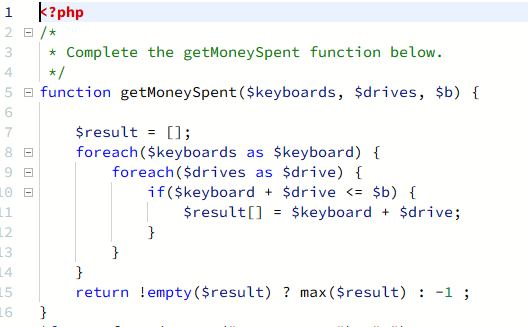 1 <?php
2 /*
3  * Complete the getMoneySpent function below.
4  */
5 function getMoneySpent($keyboards, $drives, $b) {
6
7     $result = [];
8     foreach($keyboards as $keyboard) {
9         foreach($drives as $drive) {
10             if($keyboard + $drive <= $b) {
11                 $result[] = $keyboard + $drive;
12             }
13         }
14     }
15     return !empty($result) ? max($result) : -1 ;
16 }